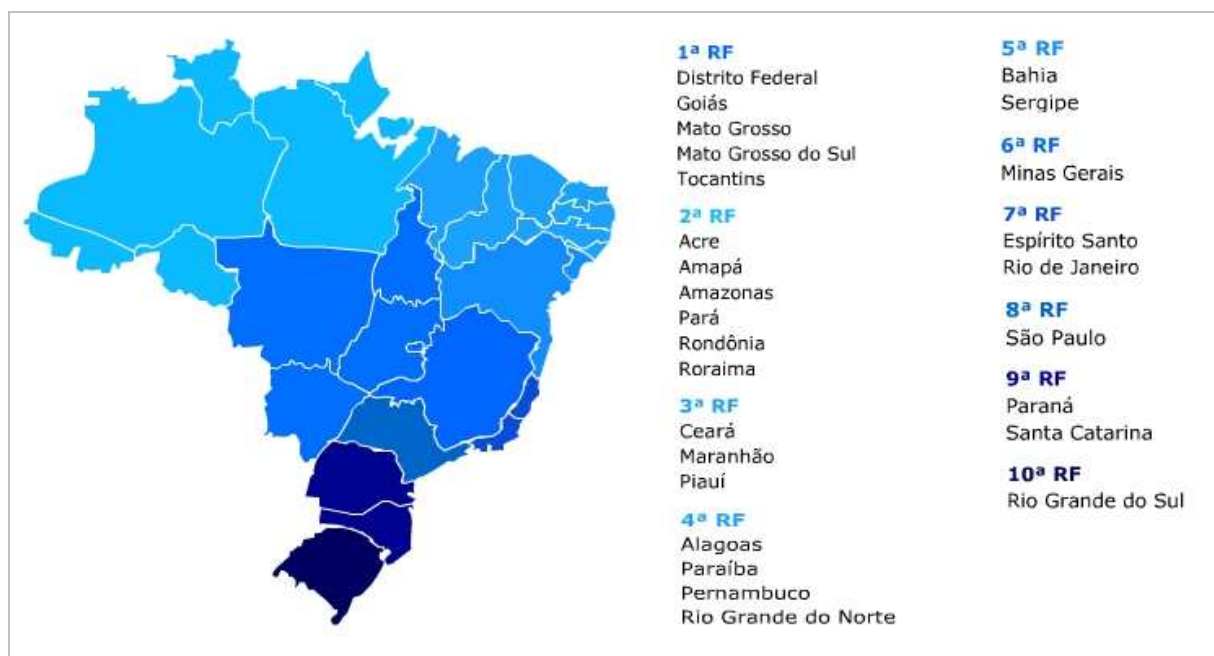 1ª RF
Distrito Federal
Goiás
Mato Grosso
Mato Grosso do Sul
Tocantins
2ª RF
Acre
Amapá
Amazonas
Pará
Rondônia
Roraima
3ª RF
Ceará
Maranhão
Piauí
4ª RF
Alagoas
Paraíba
Pernambuco
Rio Grande do Norte
5ª RF
Bahia
Sergipe
6ª RF
Minas Gerais
7ª RF
Espírito Santo
Rio de Janeiro
8ª RF
São Paulo
9ª RF
Paraná
Santa Catarina
10ª RF
Rio Grande do Sul